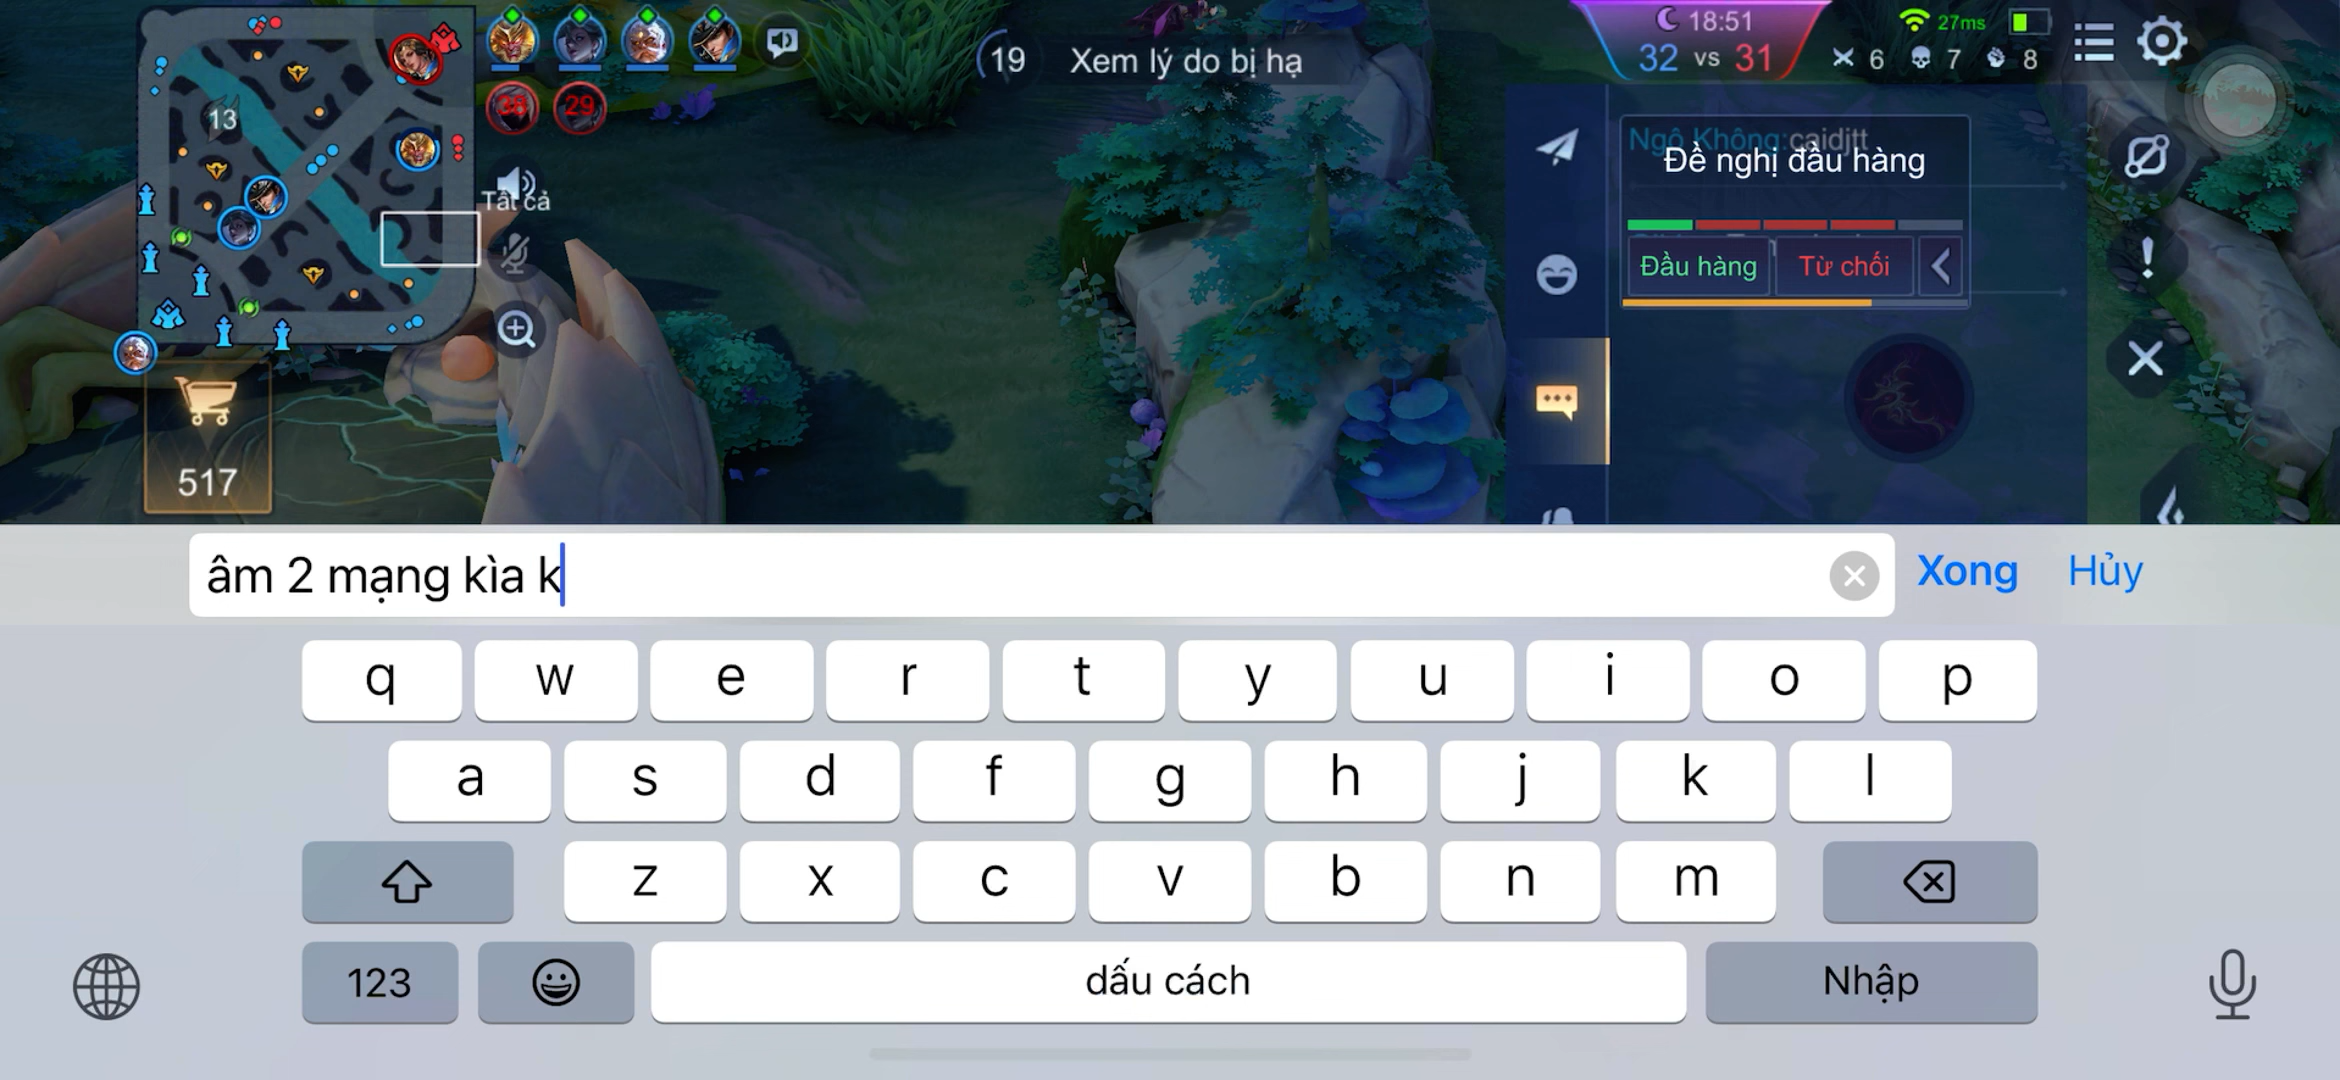 13
38
29
Tất cả
517
19
Xem lý do bị hạ
18:51
32 vs 31
27ms
6
7
8
Ngộ Không:caidjtt
Đề nghị đầu hàng
Đầu hàng
Từ chối
âm 2 mạng kìa k
Xong
Hủy
q w e r t y u i o p
a s d f g h j k l
z x c v b n m
123
dấu cách
Nhập